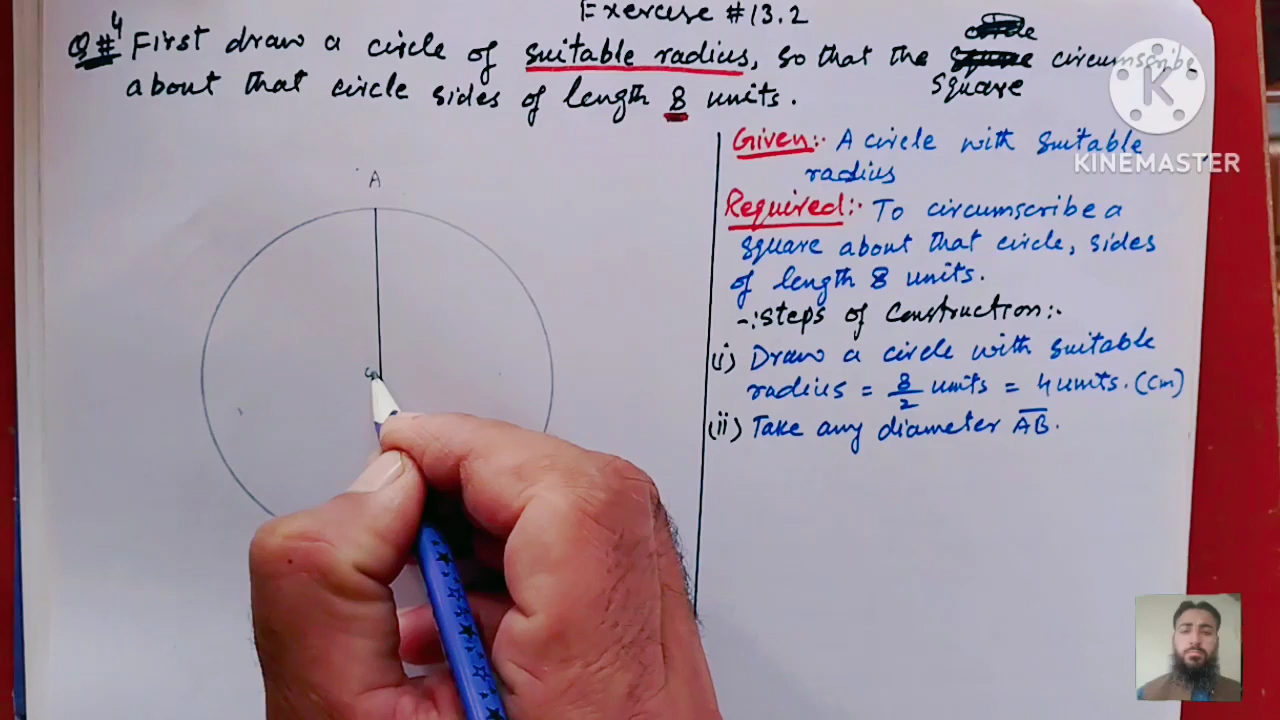 Exercise #13.2
Q#4 First draw a circle of suitable radius, so that the circumscribe
square
about that circle sides of length 8 units.
K
KINEMASTER
Given:- A circle with suitable
radius
Required:- To circumscribe a
square about that circle, sides
of length 8 units.
-:Steps of Construction:-
(i) Draw a circle with suitable
radius = 8/2 units = 4 units. (cm)
(ii) Take any diameter AB.
A